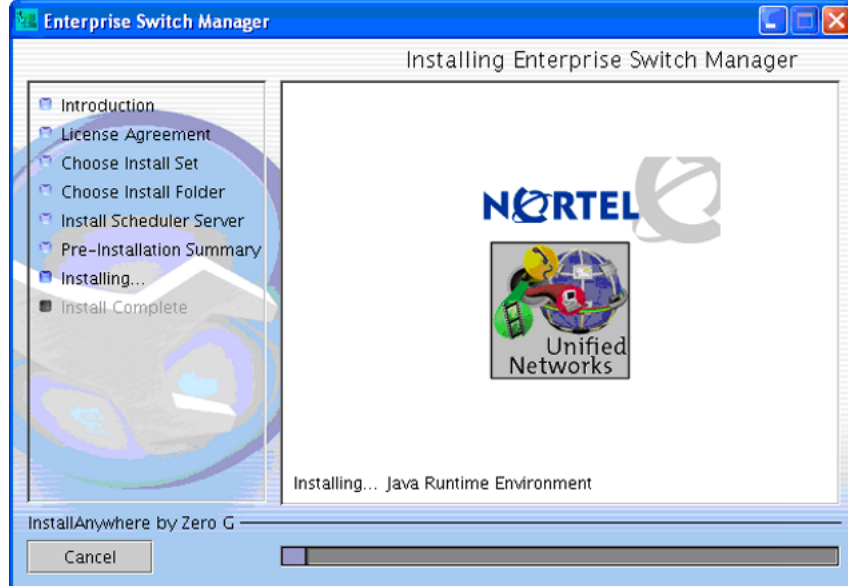 Enterprise Switch Manager
Installing Enterprise Switch Manager
Introduction
License Agreement
Choose Install Set
Choose Install Folder
Install Scheduler Server
Pre-Installation Summary
Installing...
Install Complete
NORTEL
Unified
Networks
Installing... Java Runtime Environment
InstallAnywhere by Zero G
Cancel